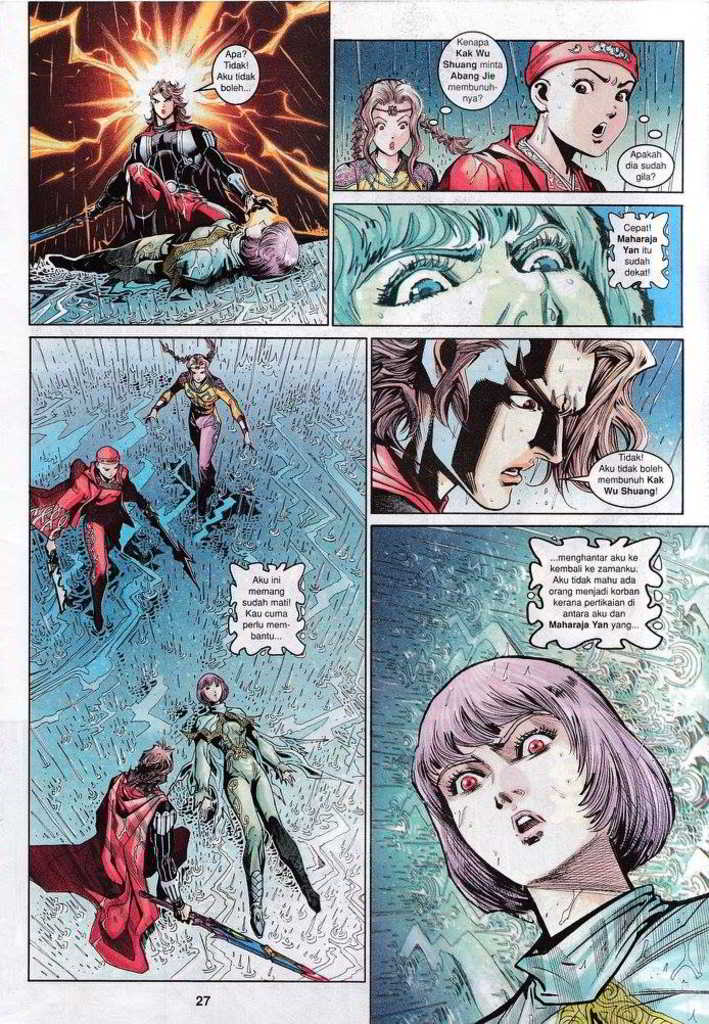 Apa?
Tidak!
Aku tidak
boleh...
Kenapa
Kak Wu
Shuang minta
Abang Jie
membunuh-
nya?
Apakah
dia sudah
gila?
Cepat!
Maharaja
Yan itu
sudah
dekat!
Tidak!
Aku tidak boleh
membunuh Kak
Wu Shuang!
Aku ini
memang
sudah mati!
Kau cuma
perlu mem-
bantu...
...menghantar aku ke
kembali ke zamanku.
Aku tidak mahu ada
orang menjadi korban
kerana pertikaian di
antara aku dan
Maharaja Yan yang...
27